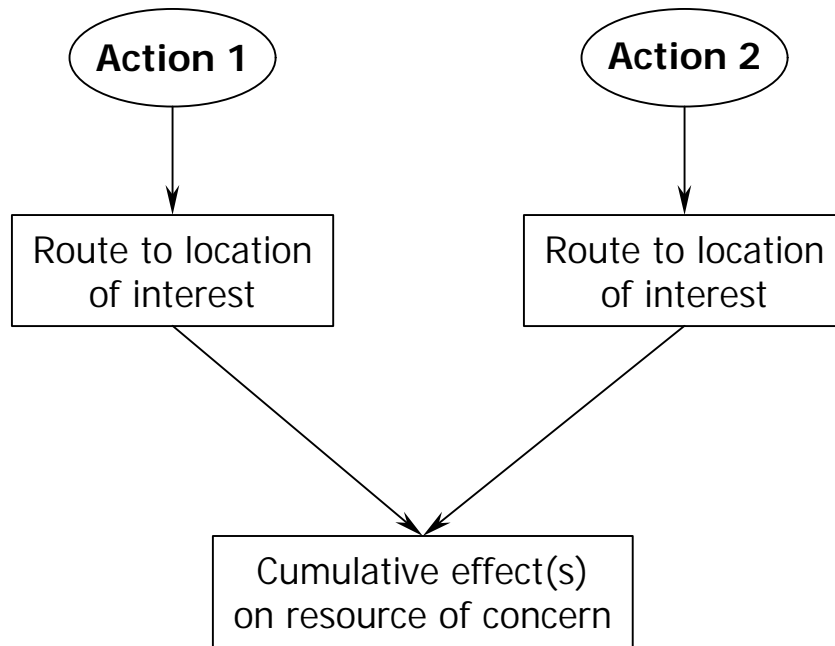 Action 1
Action 2
Route to location
of interest
Route to location
of interest
Cumulative effect(s)
on resource of concern